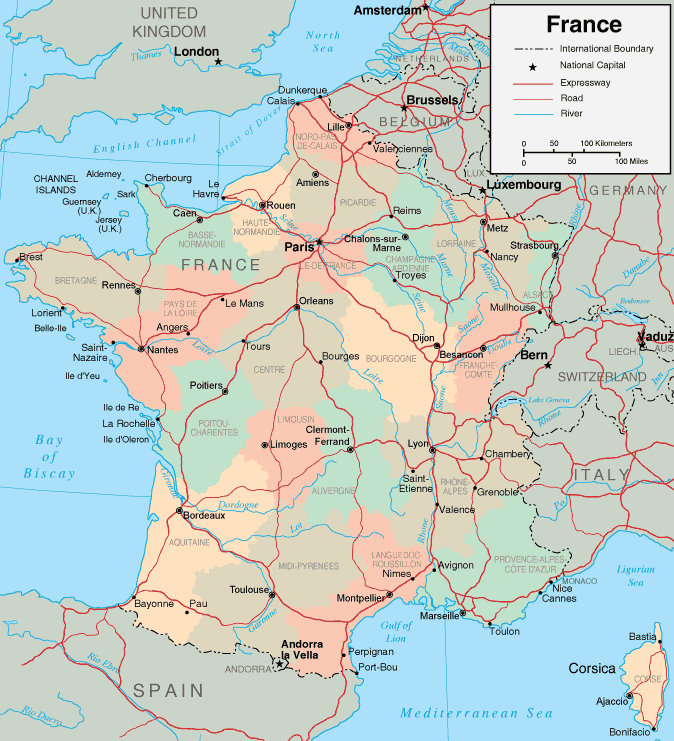 France
International Boundary
National Capital
Expressway
Road
River
0 50 100 Kilometers
0 50 100 Miles
UNITED
KINGDOM
London
Thames
Amsterdam
North
Sea
NETHERLANDS
Maas
Brussels
BELGIUM
LUX.
Luxembourg
GERMANY
Dunkerque
Calais
Strait of Dover
English Channel
Lille
NORD-PAS-
DE-CALAIS
Valenciennes
CHANNEL
ISLANDS
Alderney
Sark
Guernsey
(U.K.)
Jersey
(U.K.)
Cherbourg
Le
Havre
Caen
Rouen
Amiens
PICARDIE
HAUTE-
NORMANDIE
BASSE-
NORMANDIE
Seine
Paris
ILE-DE-FRANCE
Reims
Chalons-sur-
Marne
CHAMPAGNE
ARDENNE
Troyes
Meuse
Marne
Seine
Metz
LORRAINE
Nancy
Moselle
Strasbourg
ALSACE
Mullhouse
Rhine
Danube
Bodensee
FRANCE
Brest
BRETAGNE
Rennes
Lorient
Belle-Ile
PAYS DE
LA LOIRE
Le Mans
Angers
Saint-
Nazaire
Nantes
Loire
Tours
Orleans
CENTRE
Bourges
Loire
Ile d'Yeu
Poitiers
POITOU-
CHARENTES
Ile de Re
La Rochelle
Ile d'Oleron
BOURGOGNE
Dijon
Besancon
Saone
Doubs
FRANCHE-
COMTE
Saone
Bern
SWITZERLAND
Vaduz
LIECH.
AUS
Inn
Lake Geneva
Rhone
Bay
of
Biscay
LIMOUSIN
Limoges
Clermont-
Ferrand
AUVERGNE
Lyon
Saint-
Etienne
RHÔNE-
ALPES
Chambery
Grenoble
Valence
Rhone
ITALY
Po
Gironde
Dordogne
Bordeaux
Lot
AQUITAINE
MIDI-PYRENEES
LANGUEDOC
ROUSSILLON
Nimes
Avignon
PROVENCE-ALPES
CÔTE D'AZUR
MONACO
Nice
Cannes
Ligurian
Sea
Bayonne
Pau
Toulouse
Garonne
Montpellier
Marseille
Toulon
Gulf of
Lion
Andorra
la Vella
ANDORRA
Perpignan
Port-Bou
Rio Ebro
Rio Duero
SPAIN
Mediterranean Sea
Bastia
Corsica
CORSE
Ajaccio
Bonifacio